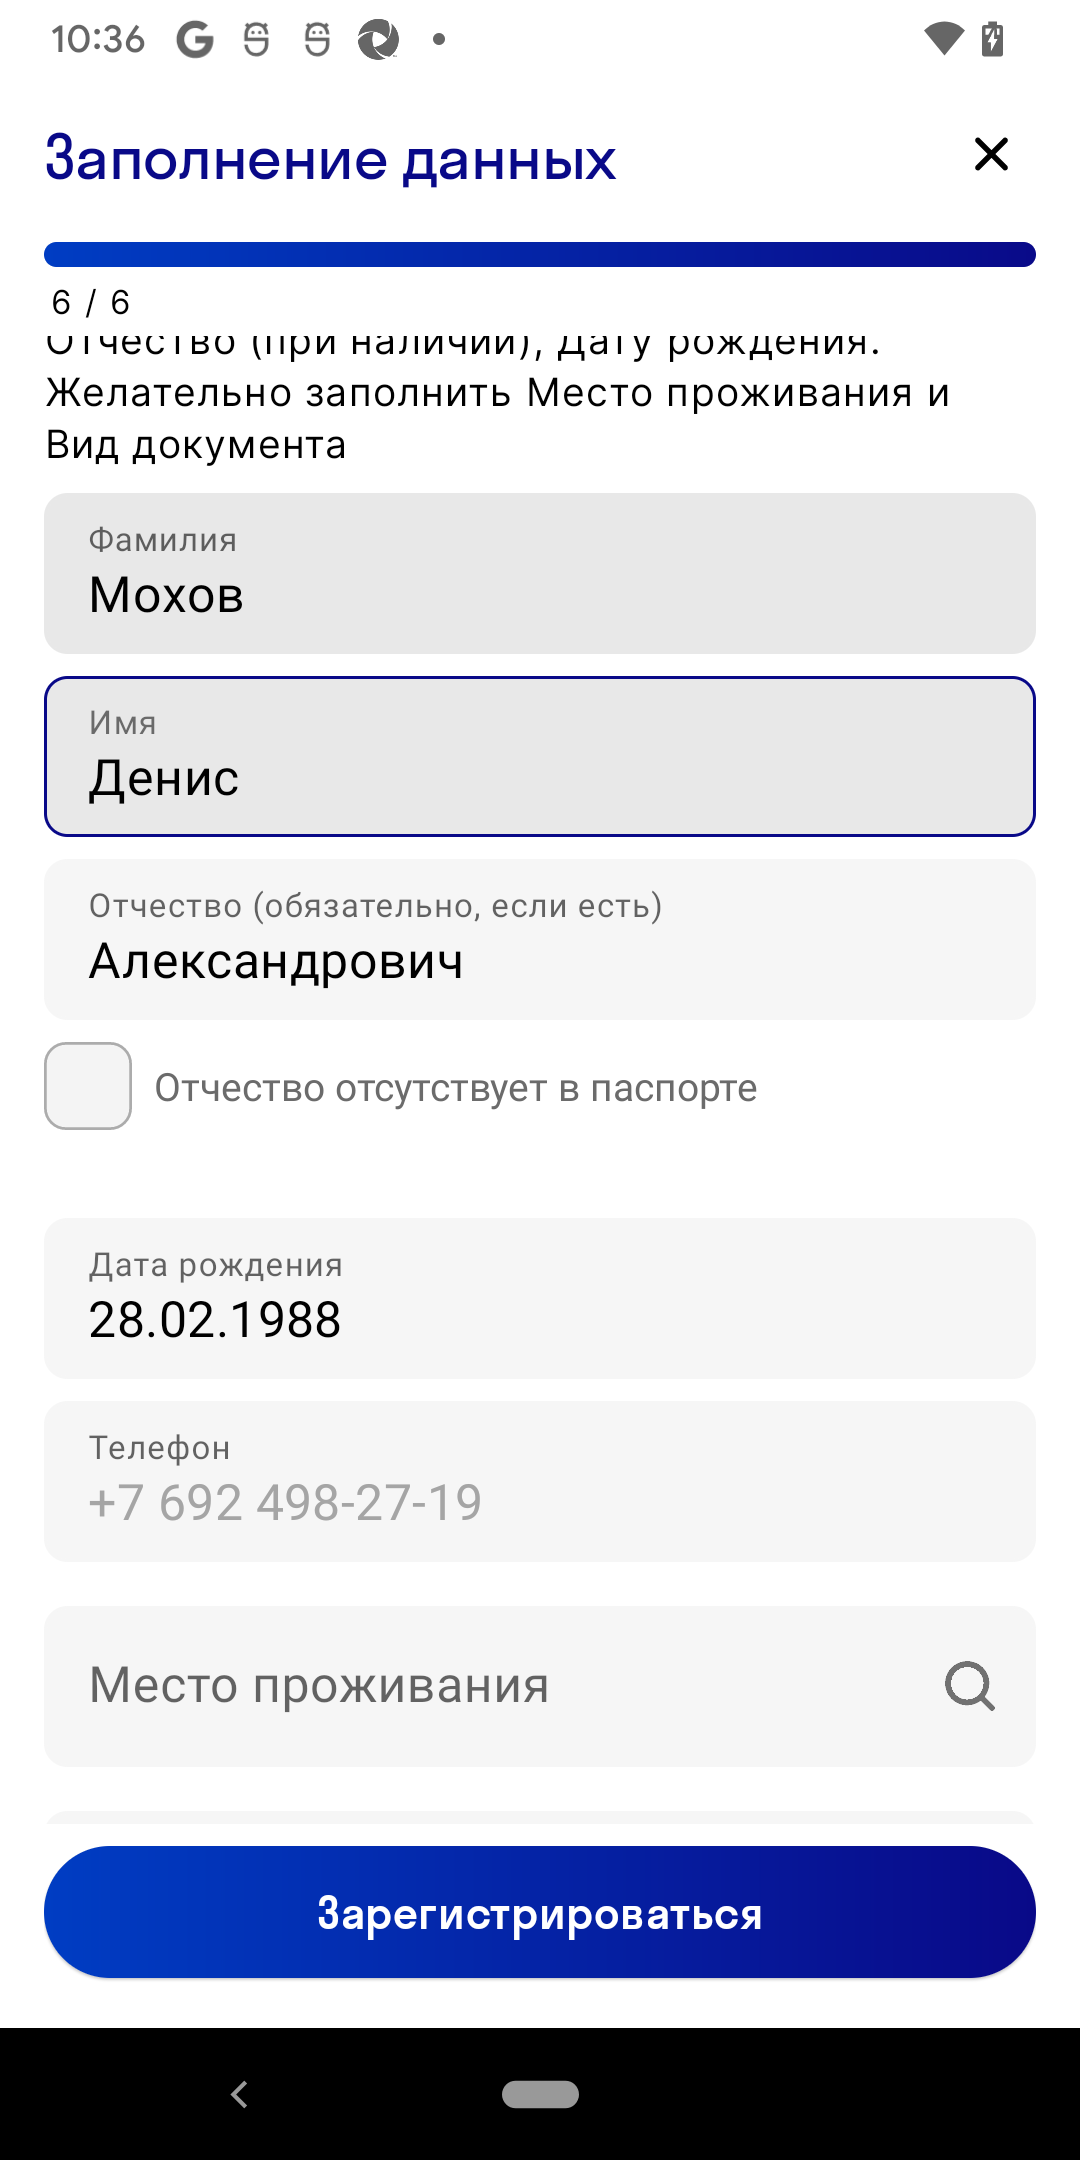 10:36
Заполнение данных
6 / 6
Отчество (при наличии), Дату рождения.
Желательно заполнить Место проживания и
Вид документа
Фамилия
Мохов
Имя
Денис
Отчество (обязательно, если есть)
Александрович
Отчество отсутствует в паспорте
Дата рождения
28.02.1988
Телефон
+7 692 498-27-19
Место проживания
Зарегистрироваться